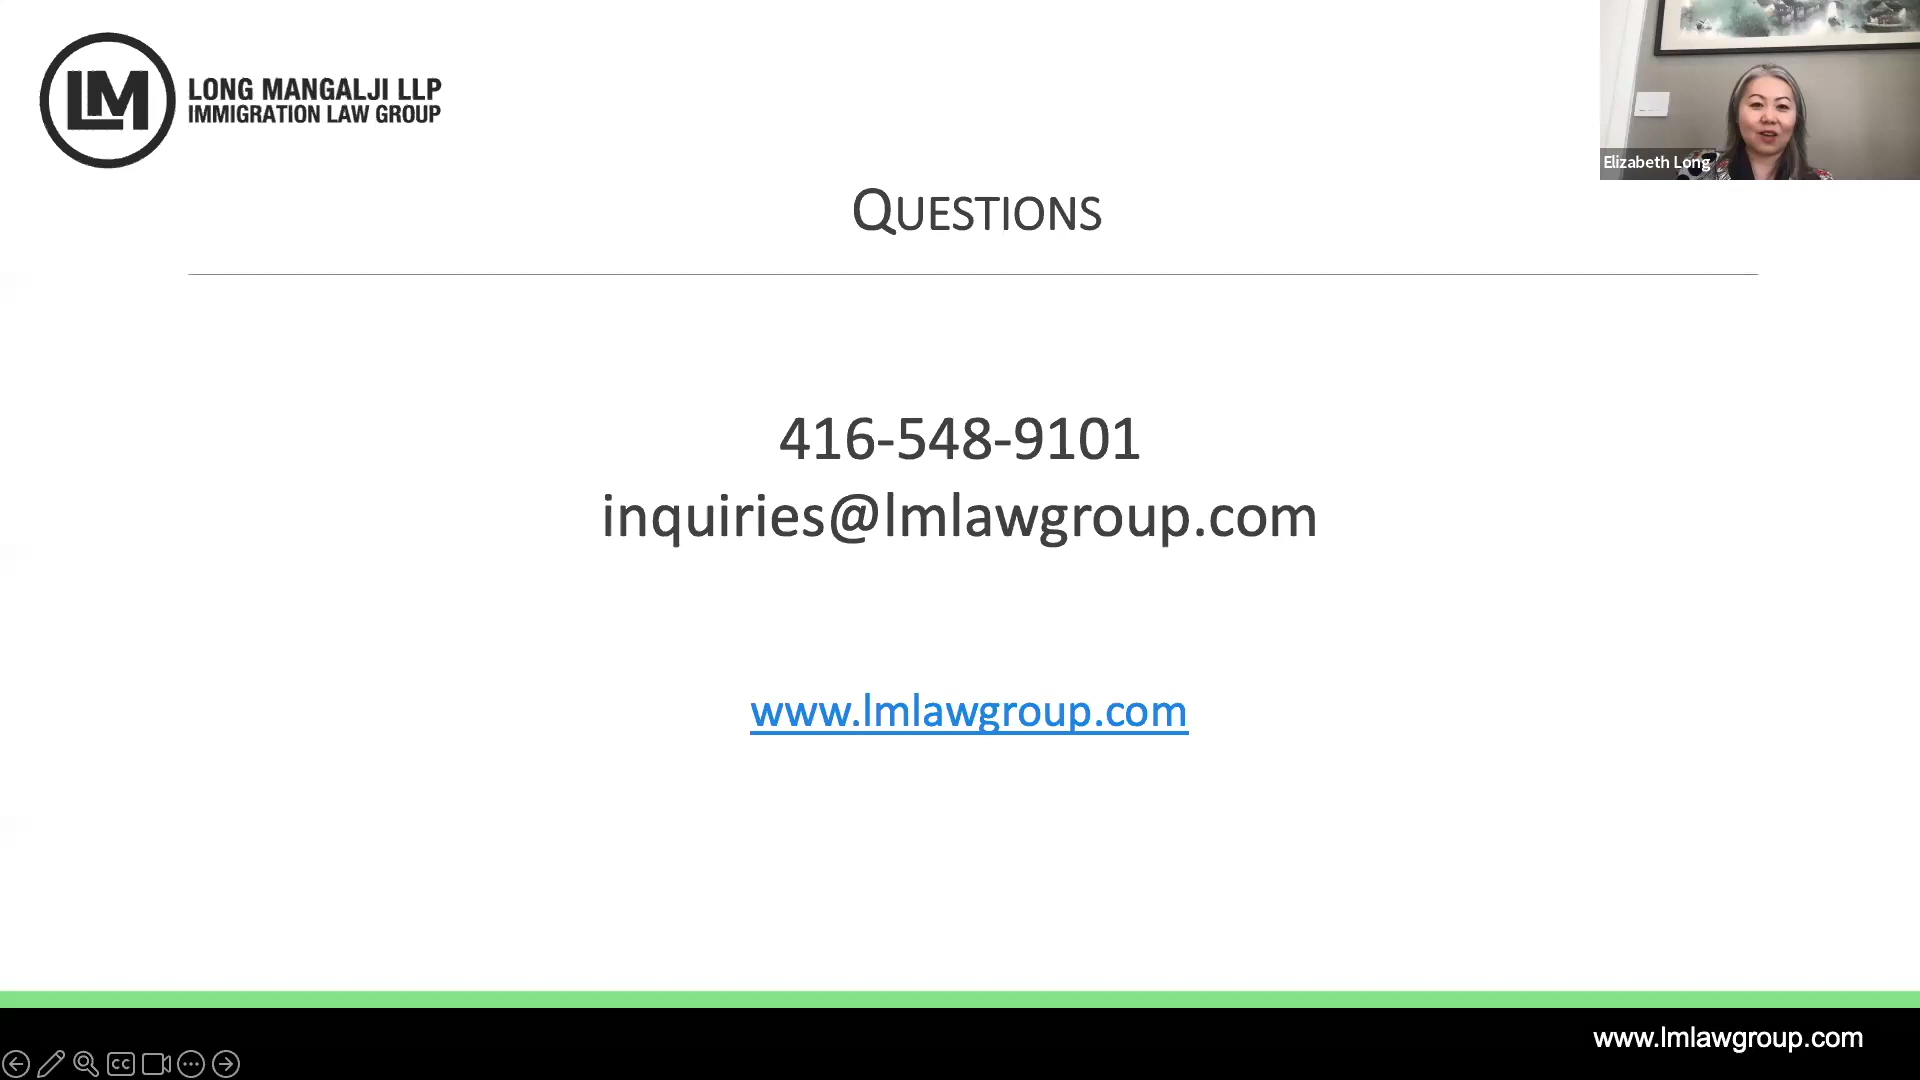 LM
LONG MANGALJI LLP
IMMIGRATION LAW GROUP
Elizabeth Long
QUESTIONS
416-548-9101
inquiries@lmlawgroup.com
www.lmlawgroup.com
www.lmlawgroup.com
CC